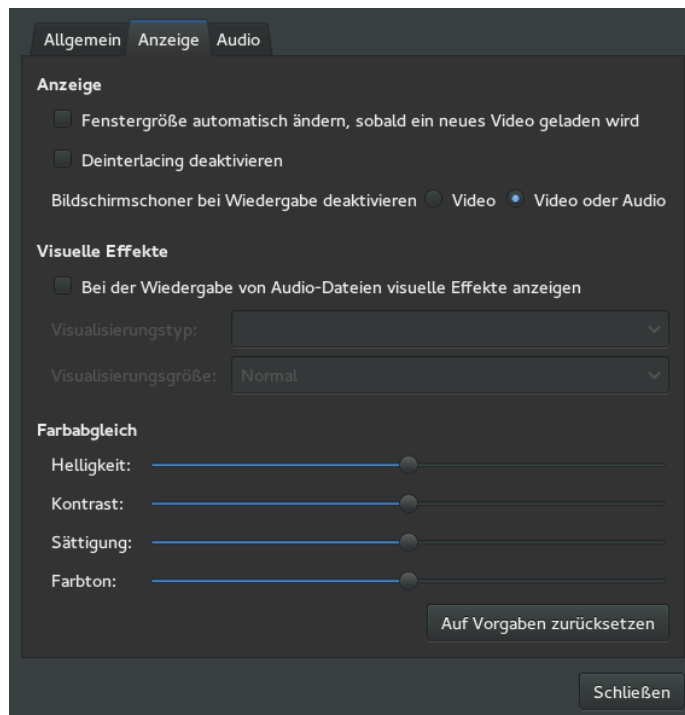 Allgemein Anzeige Audio
Anzeige
Fenstergröße automatisch ändern, sobald ein neues Video geladen wird
Deinterlacing deaktivieren
Bildschirmschoner bei Wiedergabe deaktivieren Video Video oder Audio
Visuelle Effekte
Bei der Wiedergabe von Audio-Dateien visuelle Effekte anzeigen
Visualisierungstyp:
Visualisierungsgröße: Normal
Farbabgleich
Helligkeit:
Kontrast:
Sättigung:
Farbton:
Auf Vorgaben zurücksetzen
Schließen